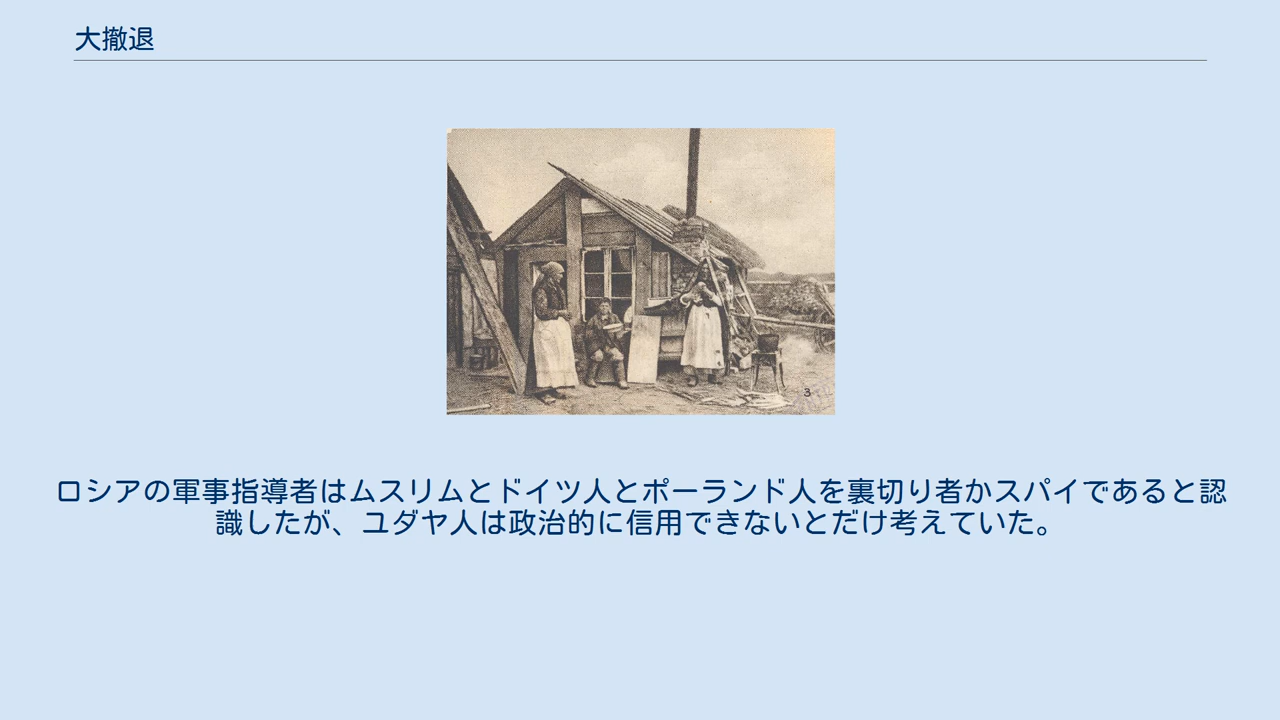 大撤退
3
ロシアの軍事指導者はムスリムとドイツ人とポーランド人を裏切り者かスパイであると認
識したが、ユダヤ人は政治的に信用できないとだけ考えていた。